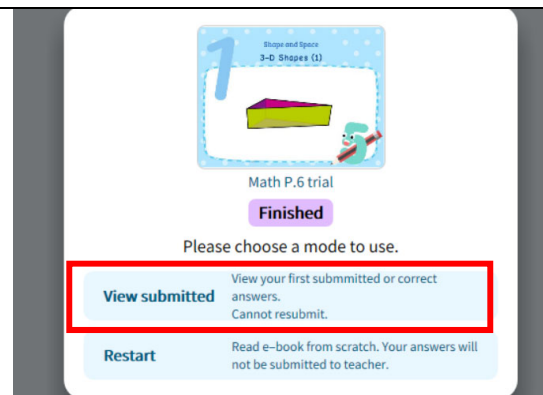 1
Shape and Space
3-D Shapes (1)
Math P.6 trial
Finished
Please choose a mode to use.
View submitted
View your first submmitted or correct
answers.
Cannot resubmit.
Restart
Read e-book from scratch. Your answers will
not be submitted to teacher.